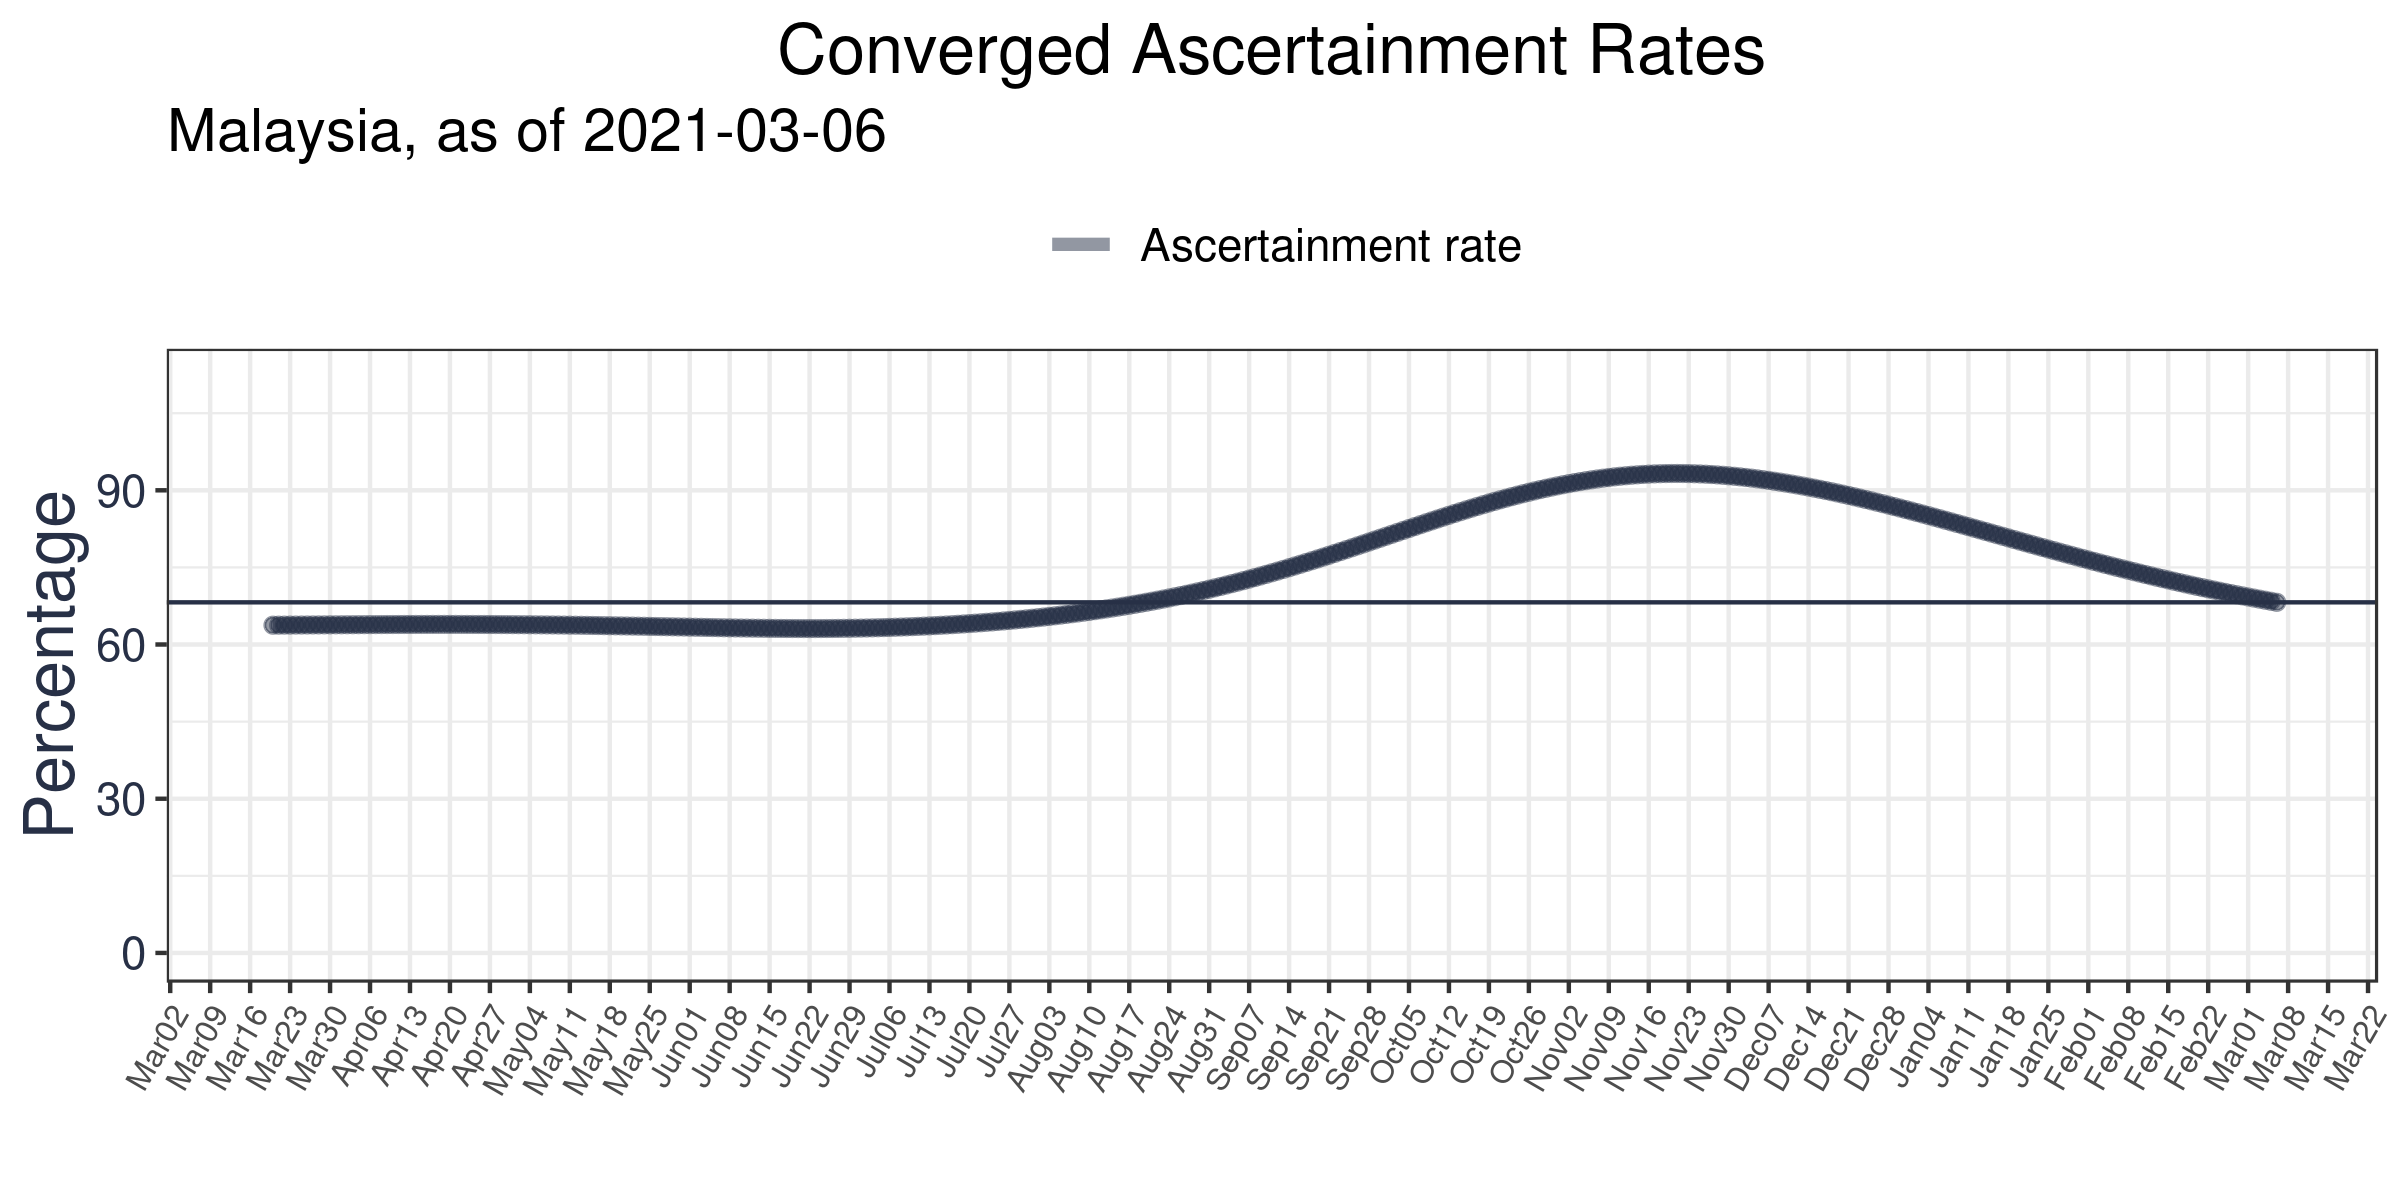 Converged Ascertainment Rates
Malaysia, as of 2021-03-06
Ascertainment rate
Percentage
90
60
30
0
Mar02
Mar09
Mar16
Mar23
Mar30
Apr06
Apr13
Apr20
Apr27
May04
May11
May18
May25
Jun01
Jun08
Jun15
Jun22
Jun29
Jul06
Jul13
Jul20
Jul27
Aug03
Aug10
Aug17
Aug24
Aug31
Sep07
Sep14
Sep21
Sep28
Oct05
Oct12
Oct19
Oct26
Nov02
Nov09
Nov16
Nov23
Nov30
Dec07
Dec14
Dec21
Dec28
Jan04
Jan11
Jan18
Jan25
Feb01
Feb08
Feb15
Feb22
Mar01
Mar08
Mar15
Mar22